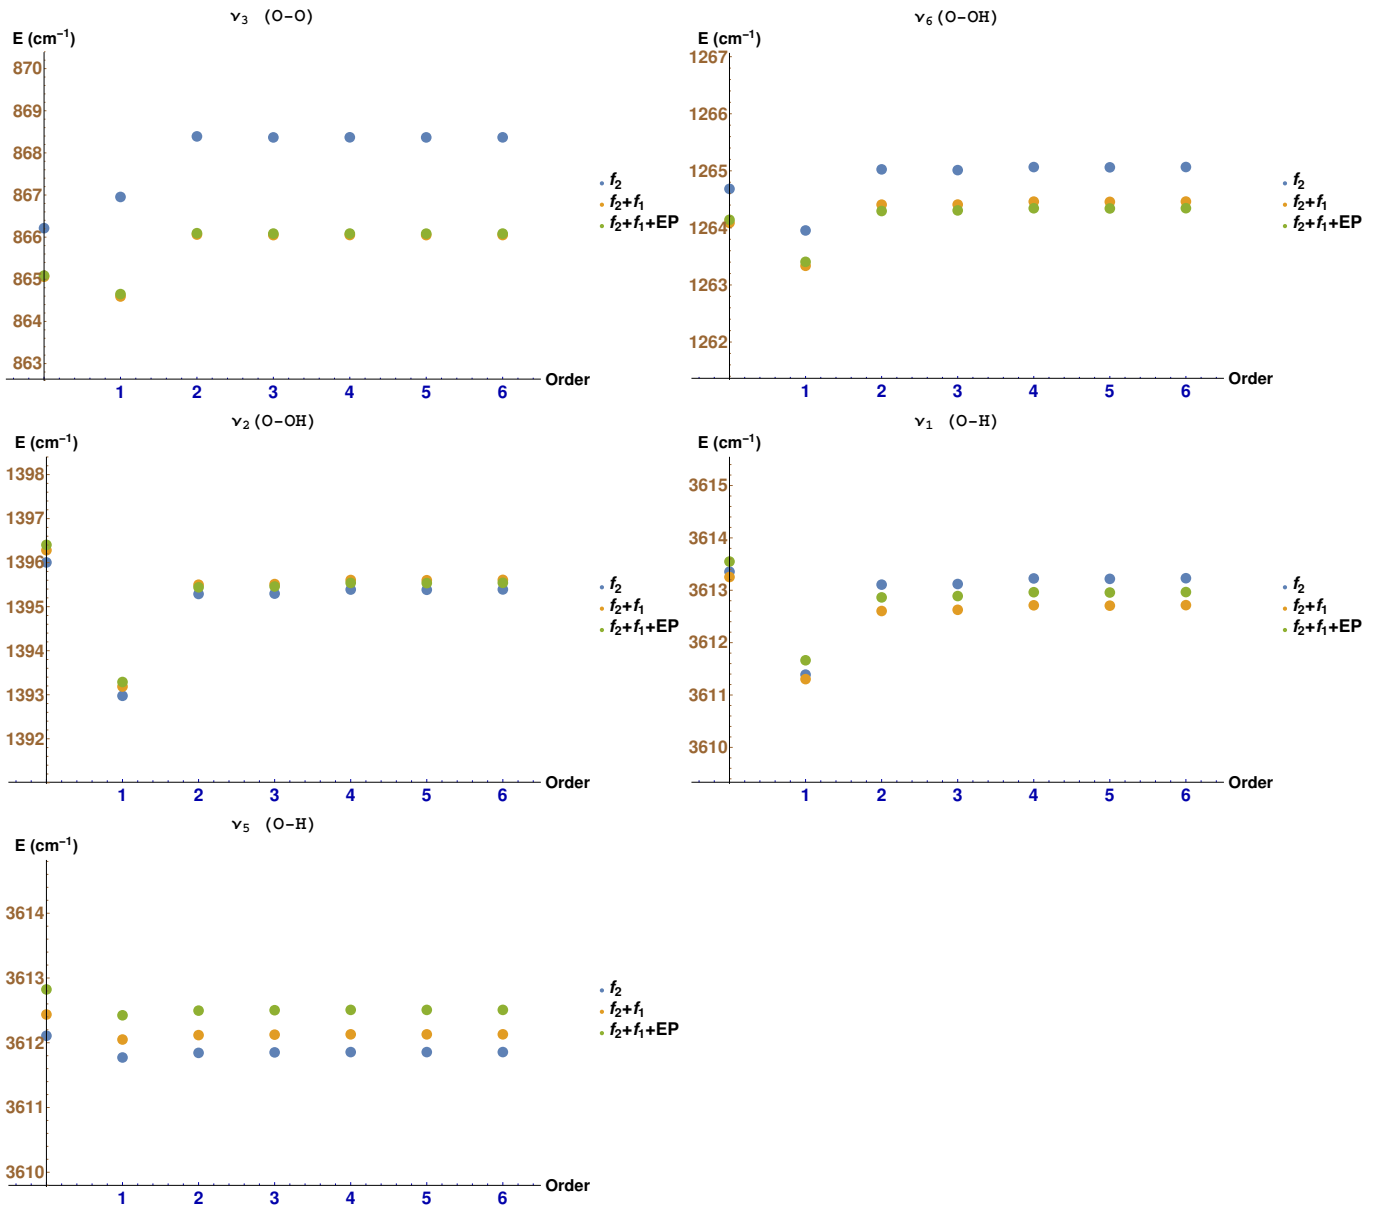 ν₃ (O-O)
E (cm⁻¹)
870
869
868
867
866
865
864
863
1 2 3 4 5 6
Order
f₂
f₂+f₁
f₂+f₁+EP
ν₆ (O-OH)
E (cm⁻¹)
1267
1266
1265
1264
1263
1262
1 2 3 4 5 6
Order
f₂
f₂+f₁
f₂+f₁+EP
ν₂ (O-OH)
E (cm⁻¹)
1398
1397
1396
1395
1394
1393
1392
1 2 3 4 5 6
Order
f₂
f₂+f₁
f₂+f₁+EP
ν₁ (O-H)
E (cm⁻¹)
3615
3614
3613
3612
3611
3610
1 2 3 4 5 6
Order
f₂
f₂+f₁
f₂+f₁+EP
ν₅ (O-H)
E (cm⁻¹)
3614
3613
3612
3611
3610
1 2 3 4 5 6
Order
f₂
f₂+f₁
f₂+f₁+EP